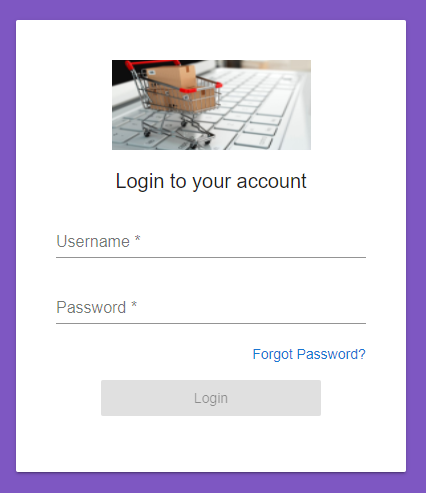 Login to your account
Username *
Password *
Forgot Password?
Login